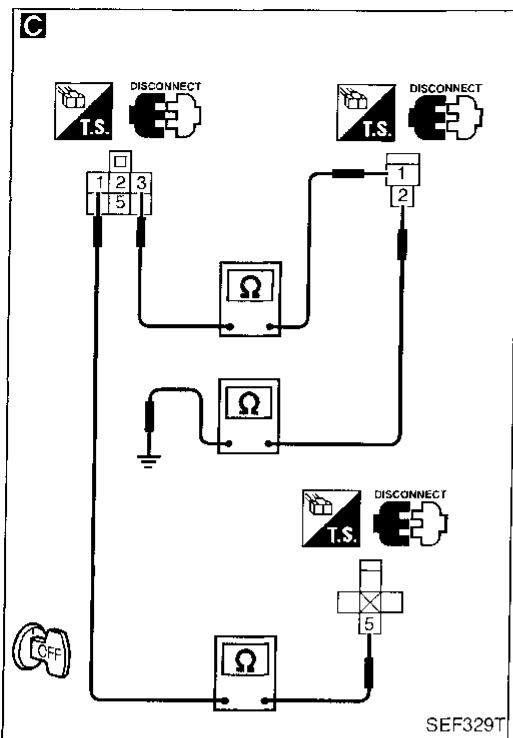 C
DISCONNECT
T.S.
DISCONNECT
T.S.
1 2 3
5
1
2
Ω
Ω
DISCONNECT
T.S.
5
OFF
Ω
SEF329T